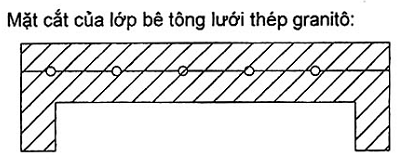 Mặt cắt của lớp bê tông lưới thép granitô: